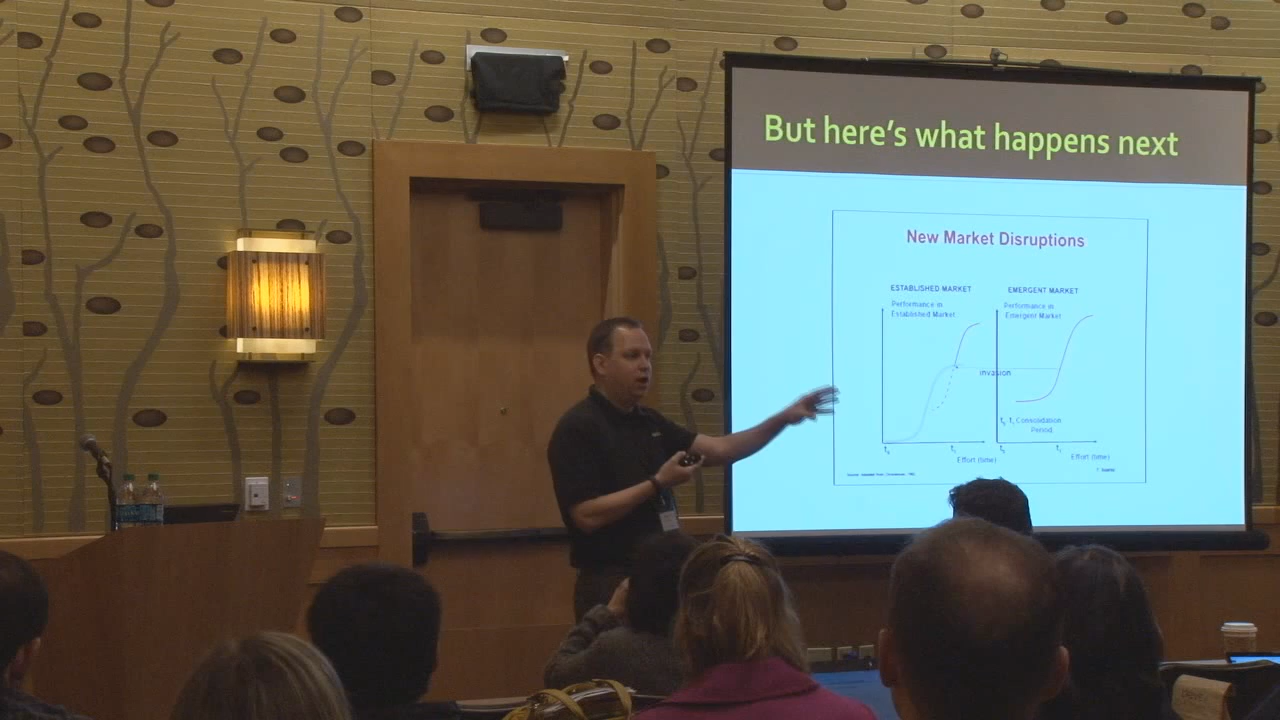 But here's what happens next
New Market Disruptions
ESTABLISHED MARKET
EMERGENT MARKET
Performance in
Established Market
Performance in
Emergent Market
invasion
Consolidation
Period
Effort (time)
Effort (time)